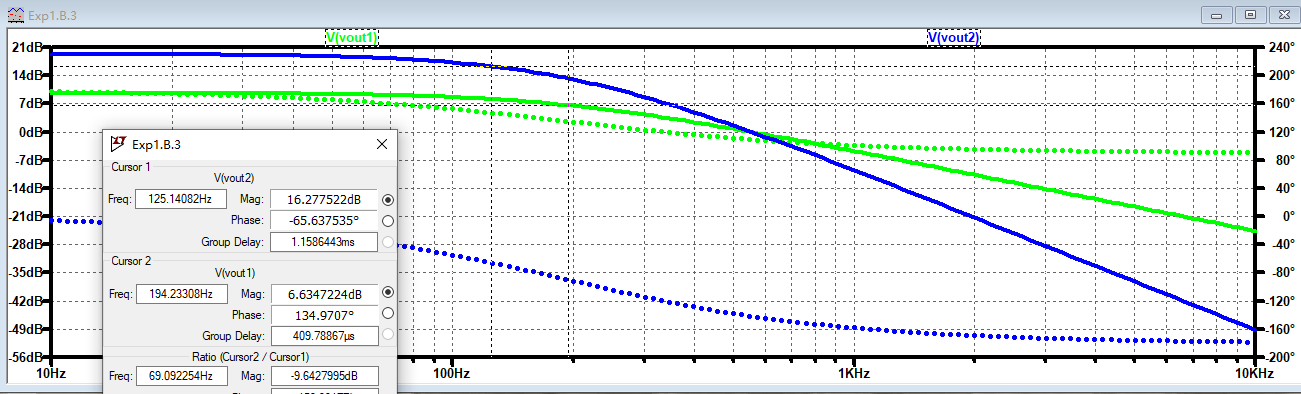 Exp1.B.3
V(vout1)
V(vout2)
21dB
14dB
7dB
0dB
-7dB
-14dB
-21dB
-28dB
-35dB
-42dB
-49dB
-56dB
240°
200°
160°
120°
80°
40°
0°
-40°
-80°
-120°
-160°
-200°
10Hz
100Hz
1KHz
10KHz
Exp1.B.3
Cursor 1
V(vout2)
Freq: 125.14082Hz Mag: 16.277522dB
Phase: -65.637535°
Group Delay: 1.1586443ms
Cursor 2
V(vout1)
Freq: 194.23308Hz Mag: 6.6347224dB
Phase: 134.9707°
Group Delay: 409.78867µs
Ratio (Cursor2 / Cursor1)
Freq: 69.092254Hz Mag: -9.6427995dB